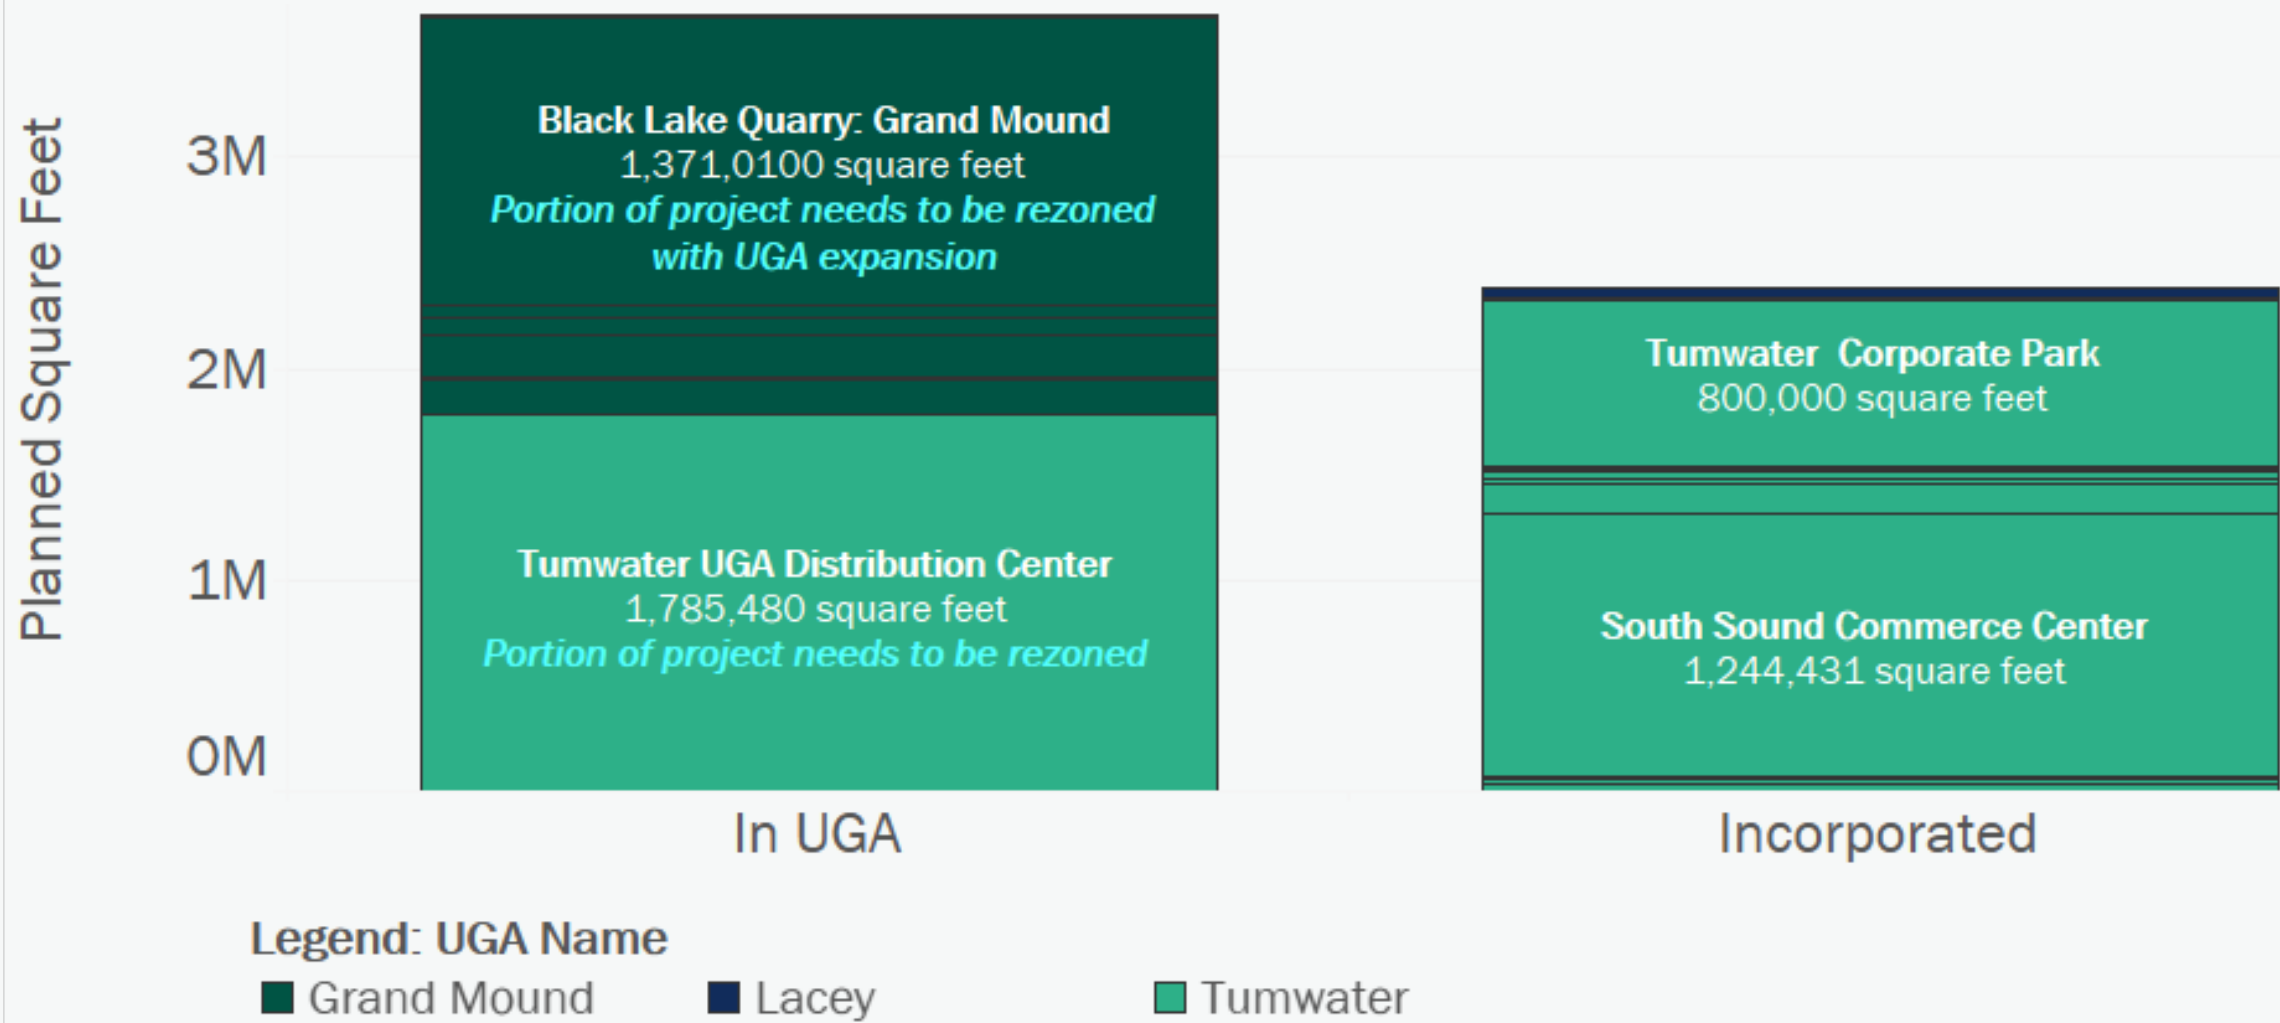 Planned Square Feet
3M
2M
1M
0M
Black Lake Quarry: Grand Mound
1,371,0100 square feet
Portion of project needs to be rezoned
with UGA expansion
Tumwater UGA Distribution Center
1,785,480 square feet
Portion of project needs to be rezoned
Tumwater Corporate Park
800,000 square feet
South Sound Commerce Center
1,244,431 square feet
In UGA
Incorporated
Legend: UGA Name
Grand Mound
Lacey
Tumwater